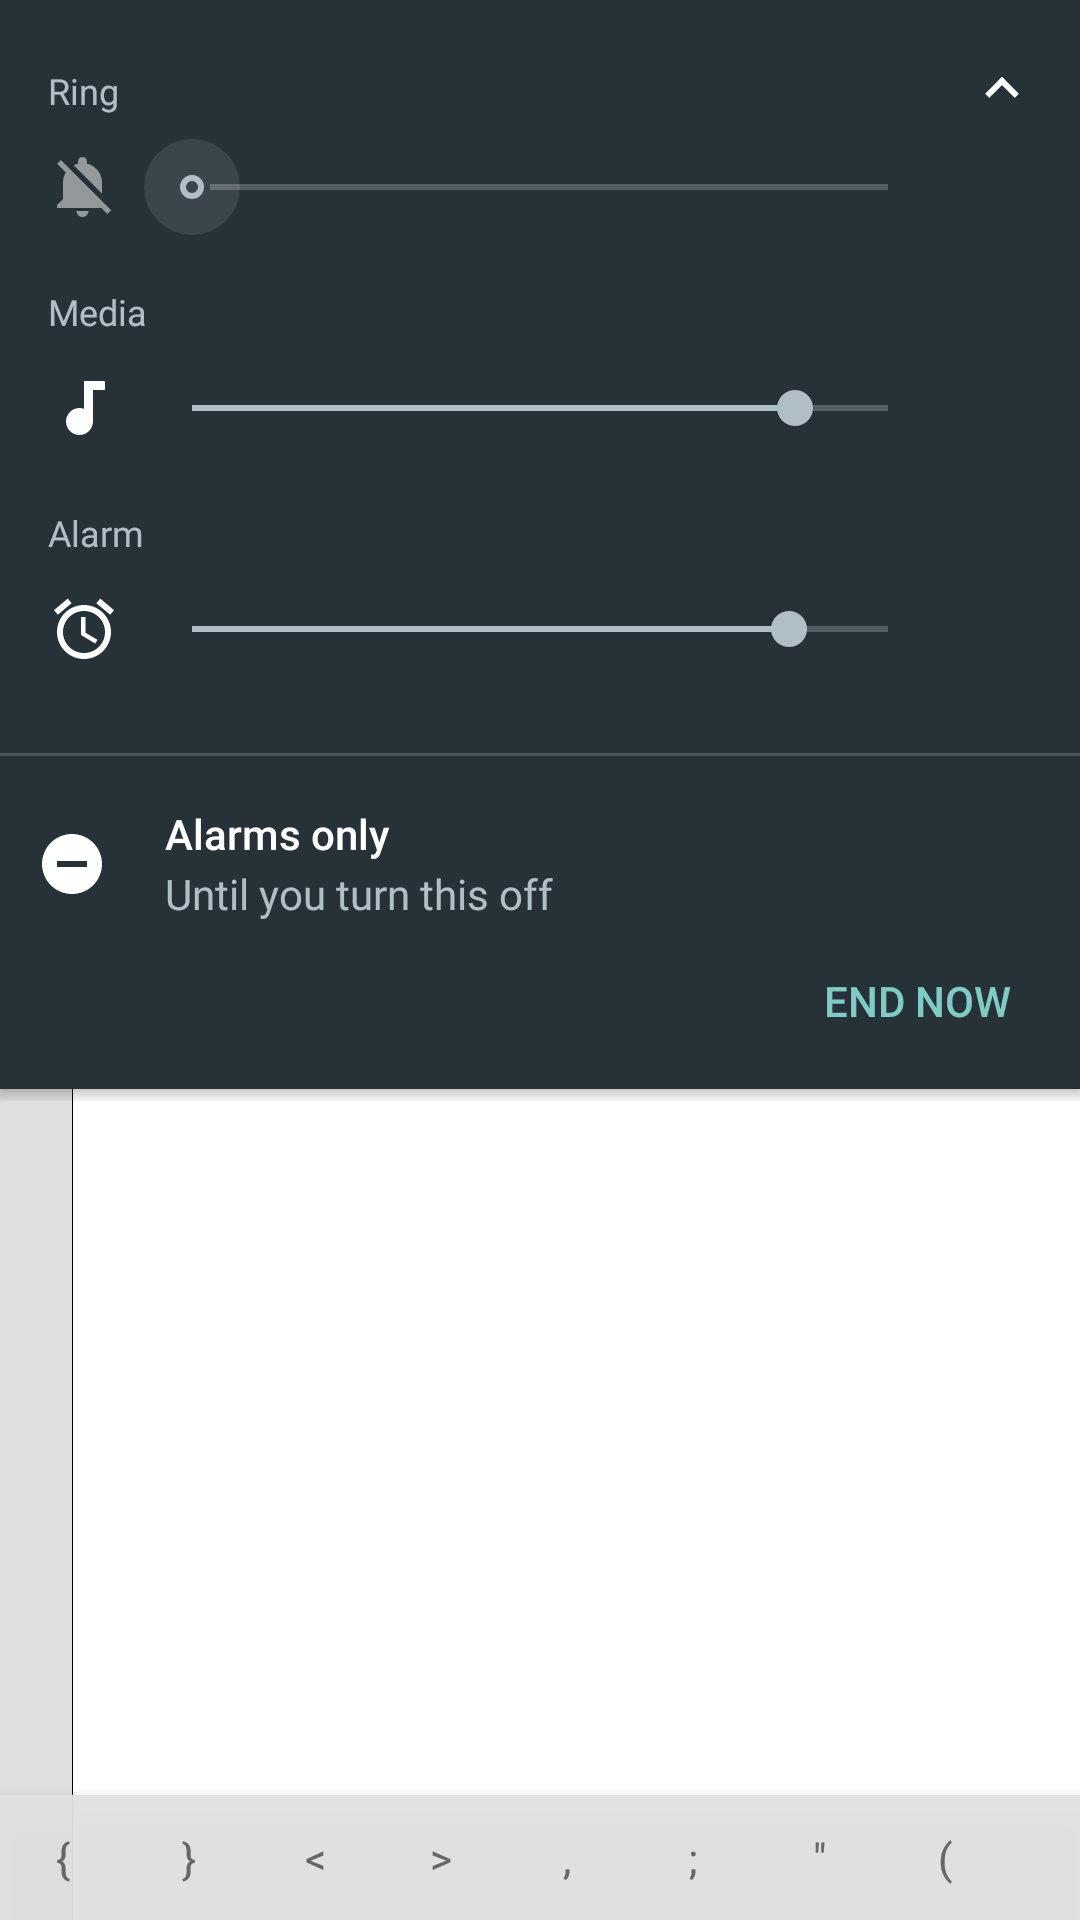 Ring
Media
Alarm
Alarms only
Until you turn this off
END NOW
{ } < > , ; " (